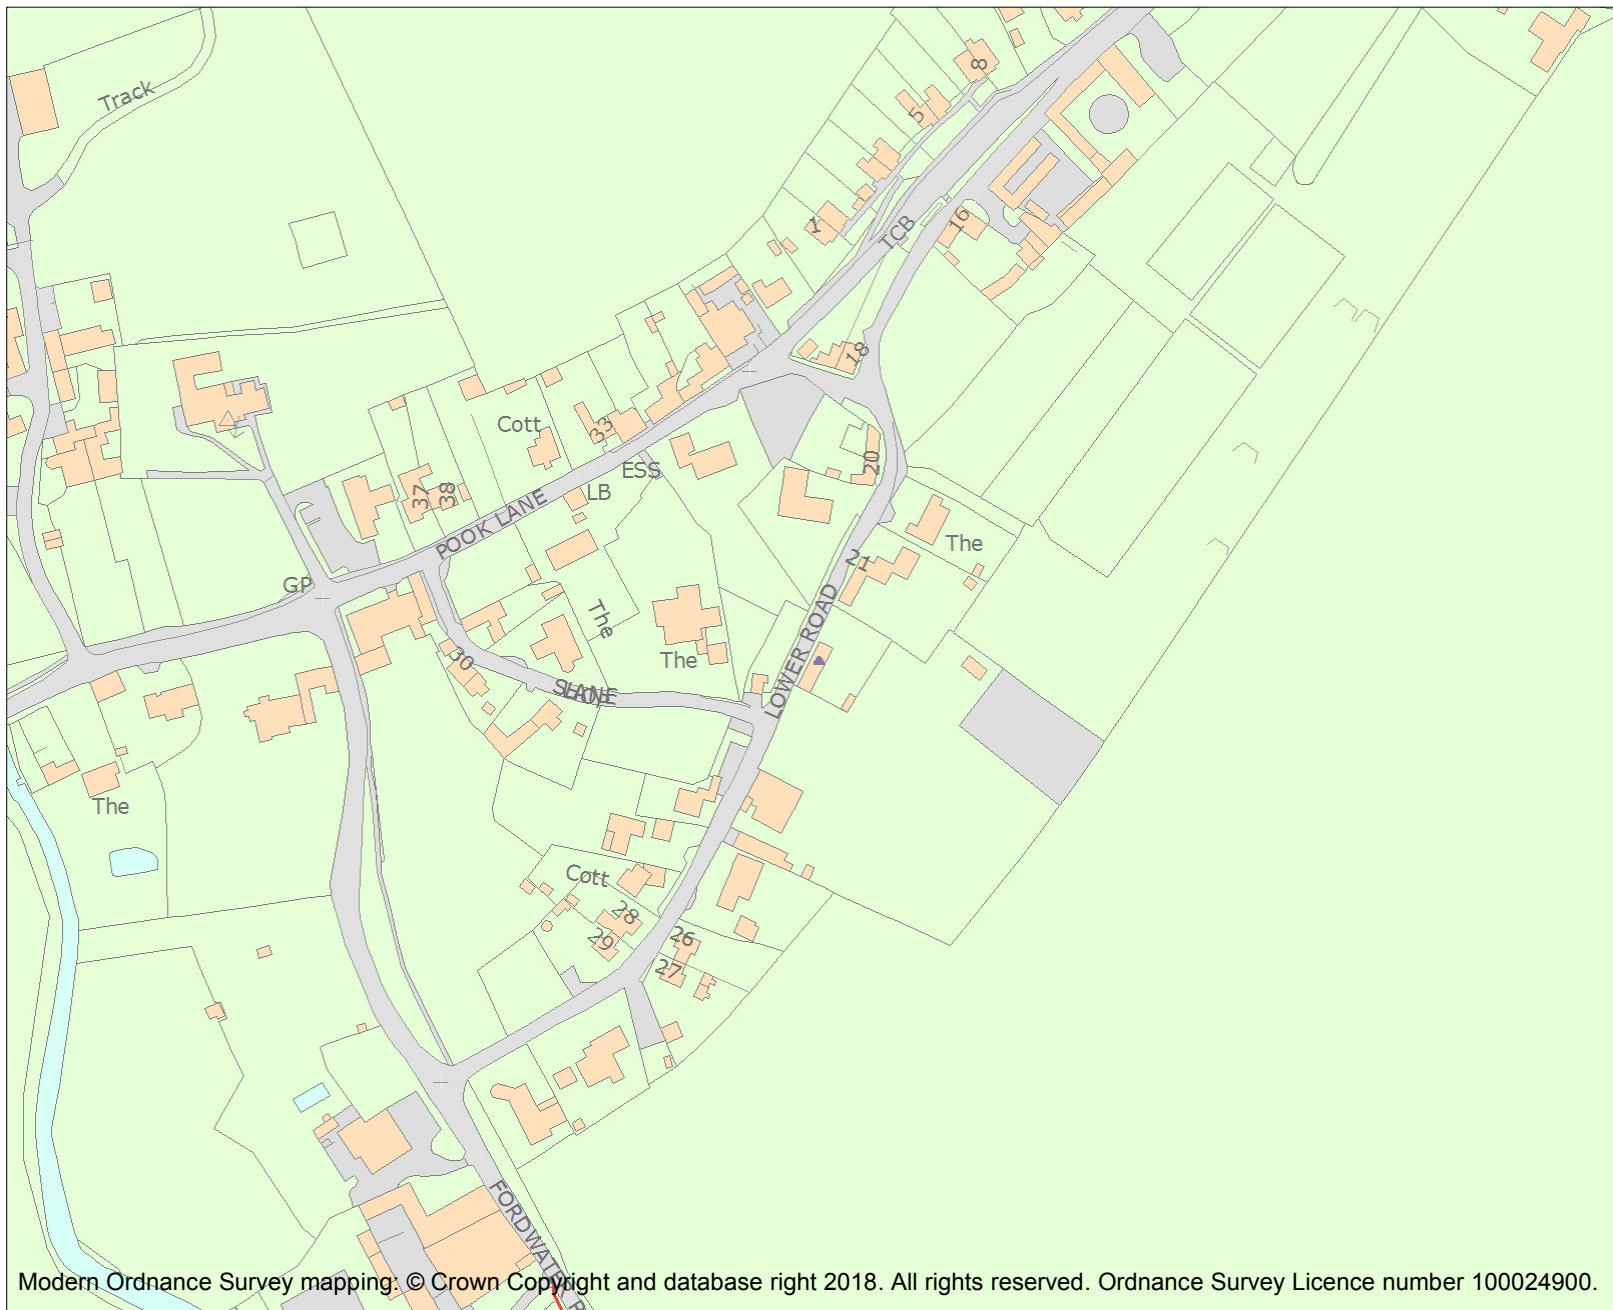 8
Track
5
16
1
TCB
18
Cott
33
20
ESS
37
38
LB
POOK LANE
The
21
GP
The
30
The
LOWER ROAD
SHOP LANE
The
Cott
28
26
29
27
FORDWATER R
Modern Ordnance Survey mapping: © Crown Copyright and database right 2018. All rights reserved. Ordnance Survey Licence number 100024900.